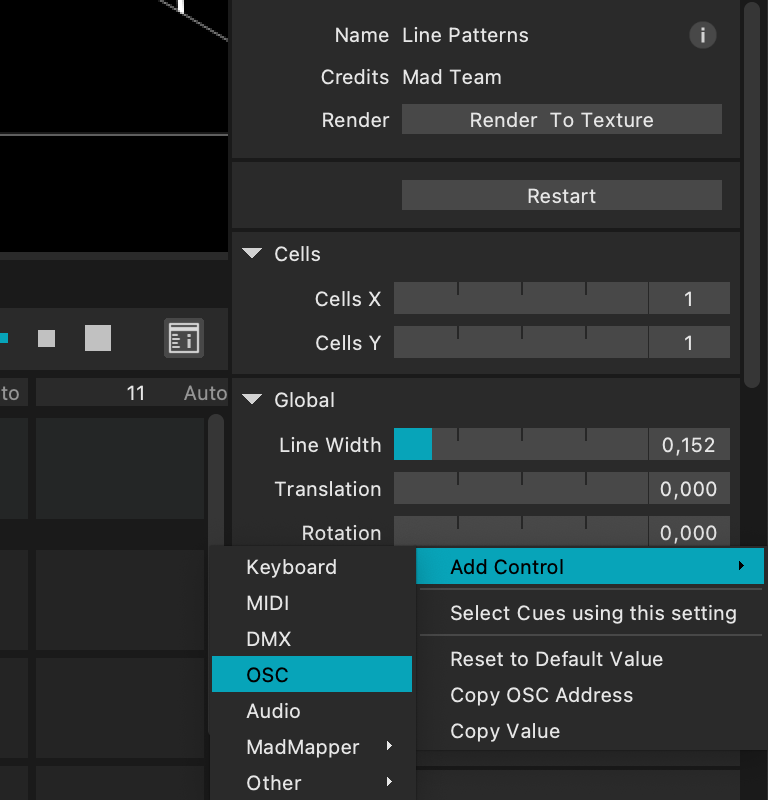 Name Line Patterns
i
Credits Mad Team
Render Render To Texture
Restart
Cells
Cells X 1
Cells Y 1
to 11 Auto
Global
Line Width 0,152
Translation 0,000
Rotation 0,000
Keyboard
MIDI
DMX
OSC
Audio
MadMapper
Other
Add Control
Select Cues using this setting
Reset to Default Value
Copy OSC Address
Copy Value